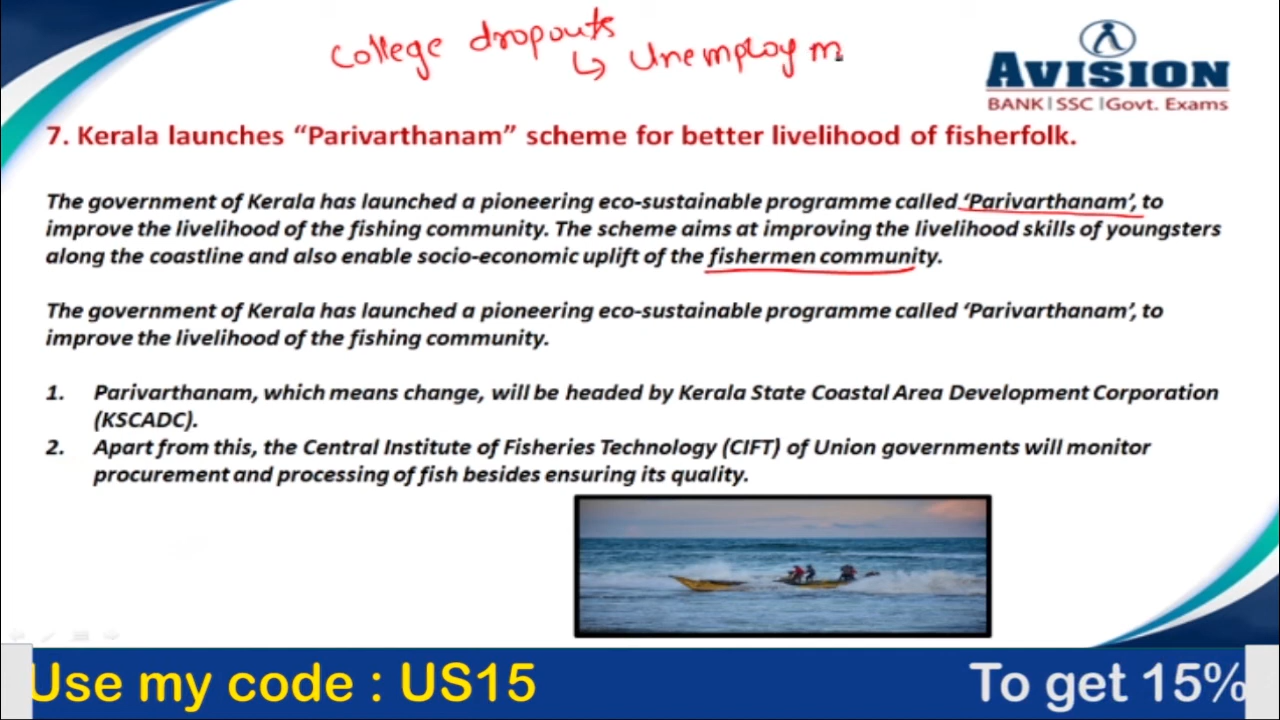 College dropouts
↳ Unemploym
AVISION
BANK | SSC | Govt. Exams
7. Kerala launches “Parivarthanam” scheme for better livelihood of fisherfolk.
The government of Kerala has launched a pioneering eco-sustainable programme called ‘Parivarthanam’, to
improve the livelihood of the fishing community. The scheme aims at improving the livelihood skills of youngsters
along the coastline and also enable socio-economic uplift of the fishermen community.
The government of Kerala has launched a pioneering eco-sustainable programme called ‘Parivarthanam’, to
improve the livelihood of the fishing community.
1. Parivarthanam, which means change, will be headed by Kerala State Coastal Area Development Corporation
(KSCADC).
2. Apart from this, the Central Institute of Fisheries Technology (CIFT) of Union governments will monitor
procurement and processing of fish besides ensuring its quality.
Use my code : US15
To get 15%